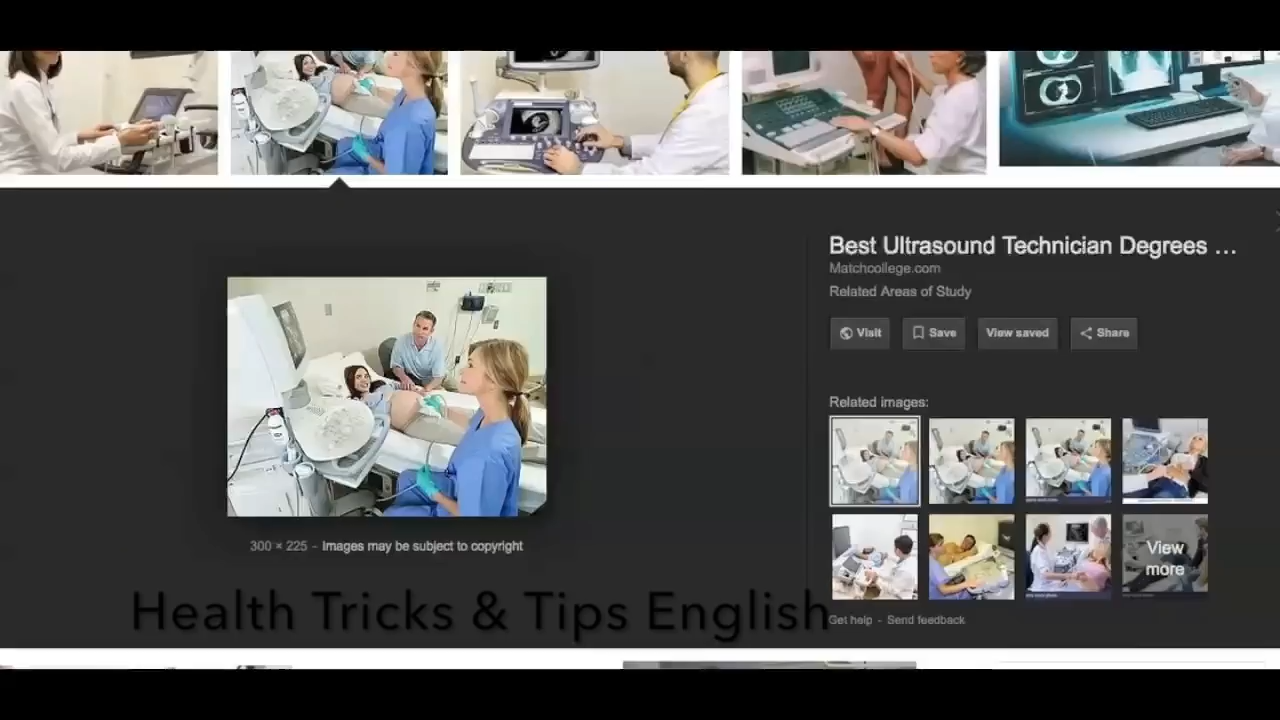 Best Ultrasound Technician Degrees ...
Matchcollege.com
Related Areas of Study
Visit
Save
View saved
Share
Related images:
View
more
300 × 225 - Images may be subject to copyright
Health Tricks & Tips English
Get help - Send feedback